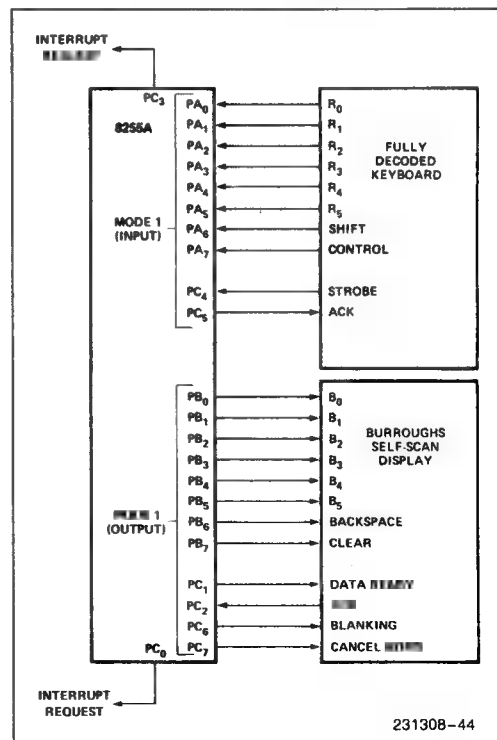 INTERRUPT
PC3
8255A
PA0 R0
PA1 R1
PA2 R2
PA3 R3
PA4 R4
PA5 R5
PA6 SHIFT
PA7 CONTROL
MODE 1
(INPUT)
FULLY
DECODED
KEYBOARD
PC4 STROBE
PC5 ACK
PB0 B0
PB1 B1
PB2 B2
PB3 B3
PB4 B4
PB5 B5
PB6 BACKSPACE
PB7 CLEAR
1
(OUTPUT)
BURROUGHS
SELF-SCAN
DISPLAY
PC1 DATA
PC2
PC6 BLANKING
PC7 CANCEL
PC0
INTERRUPT
REQUEST
231308-44